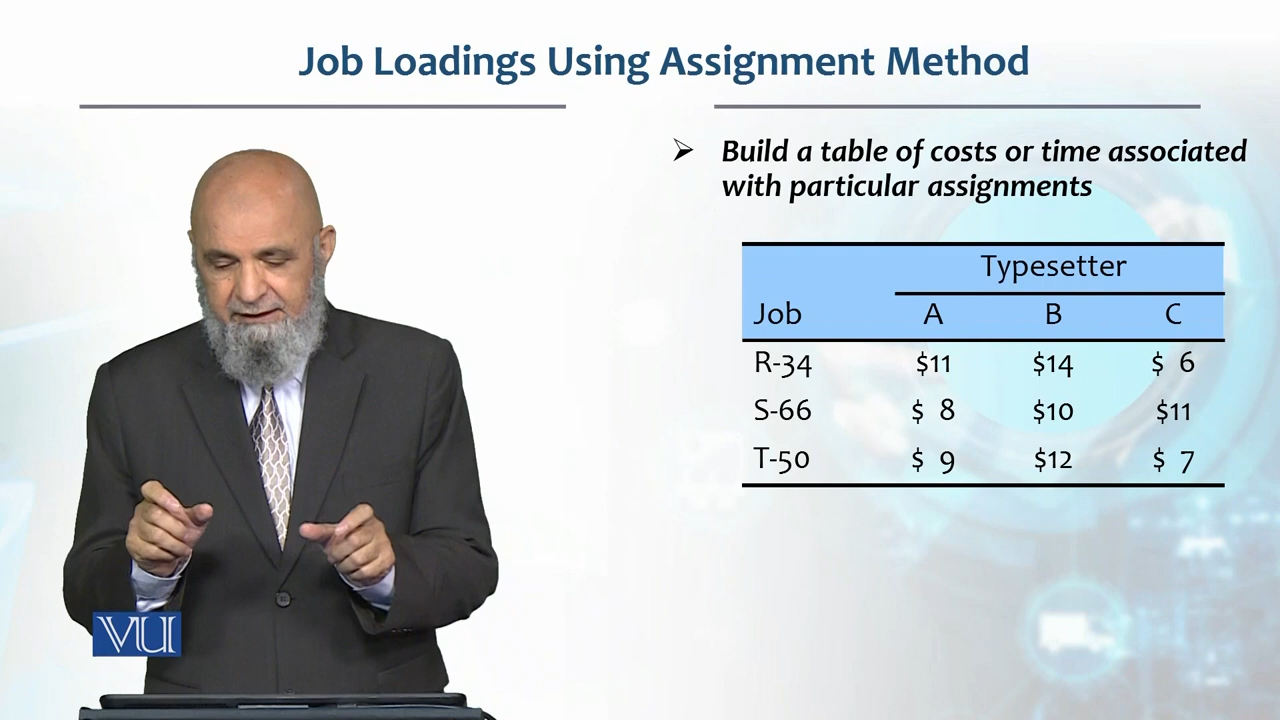 Job Loadings Using Assignment Method
➢ Build a table of costs or time associated
with particular assignments
Typesetter
Job A B C
R-34 $11 $14 $ 6
S-66 $ 8 $10 $11
T-50 $ 9 $12 $ 7
VU